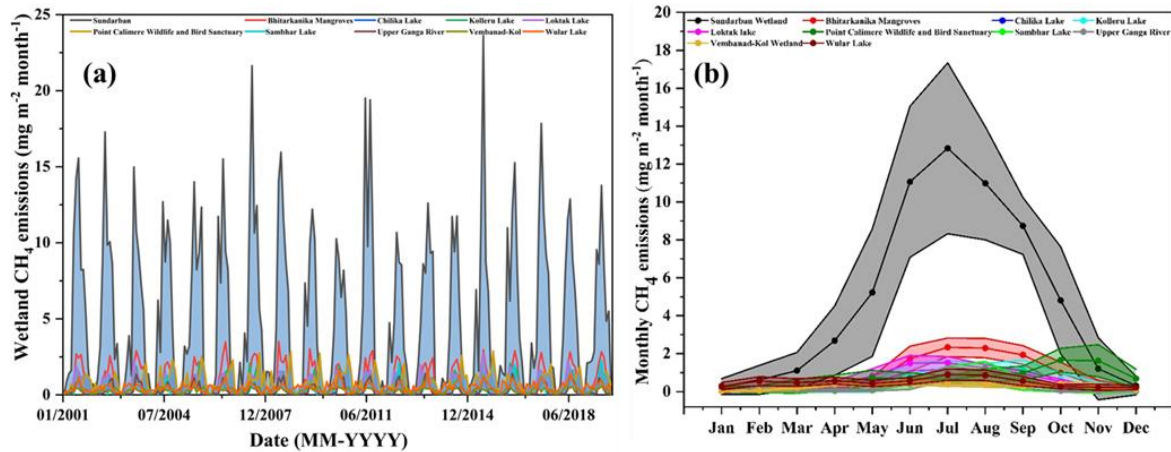 Sundarban Bhitarkanika Mangroves Chilika Lake Kolleru Lake Loktak Lake
Point Calimere Wildlife and Bird Sanctuary Sambhar Lake Upper Ganga River Vembanad-Kol Wular Lake
(a)
Wetland CH4 emissions (mg m-2 month-1)
25
20
15
10
5
0
01/2001 07/2004 12/2007 06/2011 12/2014 06/2018
Date (MM-YYYY)
Sundarban Wetland Bhitarkanika Mangroves Chilika Lake Kolleru Lake
Loktak lake Point Calimere Wildlife and Bird Sanctuary Sambhar Lake Upper Ganga River
Vembanad-Kol Wetland Wular Lake
(b)
Monthly CH4 emissions (mg m-2 month-1)
20
18
16
14
12
10
8
6
4
2
0
Jan Feb Mar Apr May Jun Jul Aug Sep Oct Nov Dec